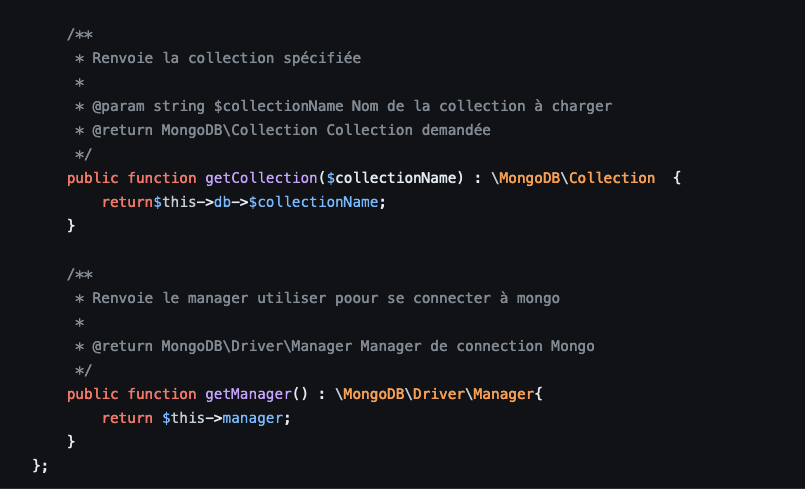 /**
* Renvoie la collection spécifiée
*
* @param string $collectionName Nom de la collection à charger
* @return MongoDB\Collection Collection demandée
*/
public function getCollection($collectionName) : \MongoDB\Collection  {
return$this->db->$collectionName;
}
/**
* Renvoie le manager utiliser poour se connecter à mongo
*
* @return MongoDB\Driver\Manager Manager de connection Mongo
*/
public function getManager() : \MongoDB\Driver\Manager{
return $this->manager;
}
};